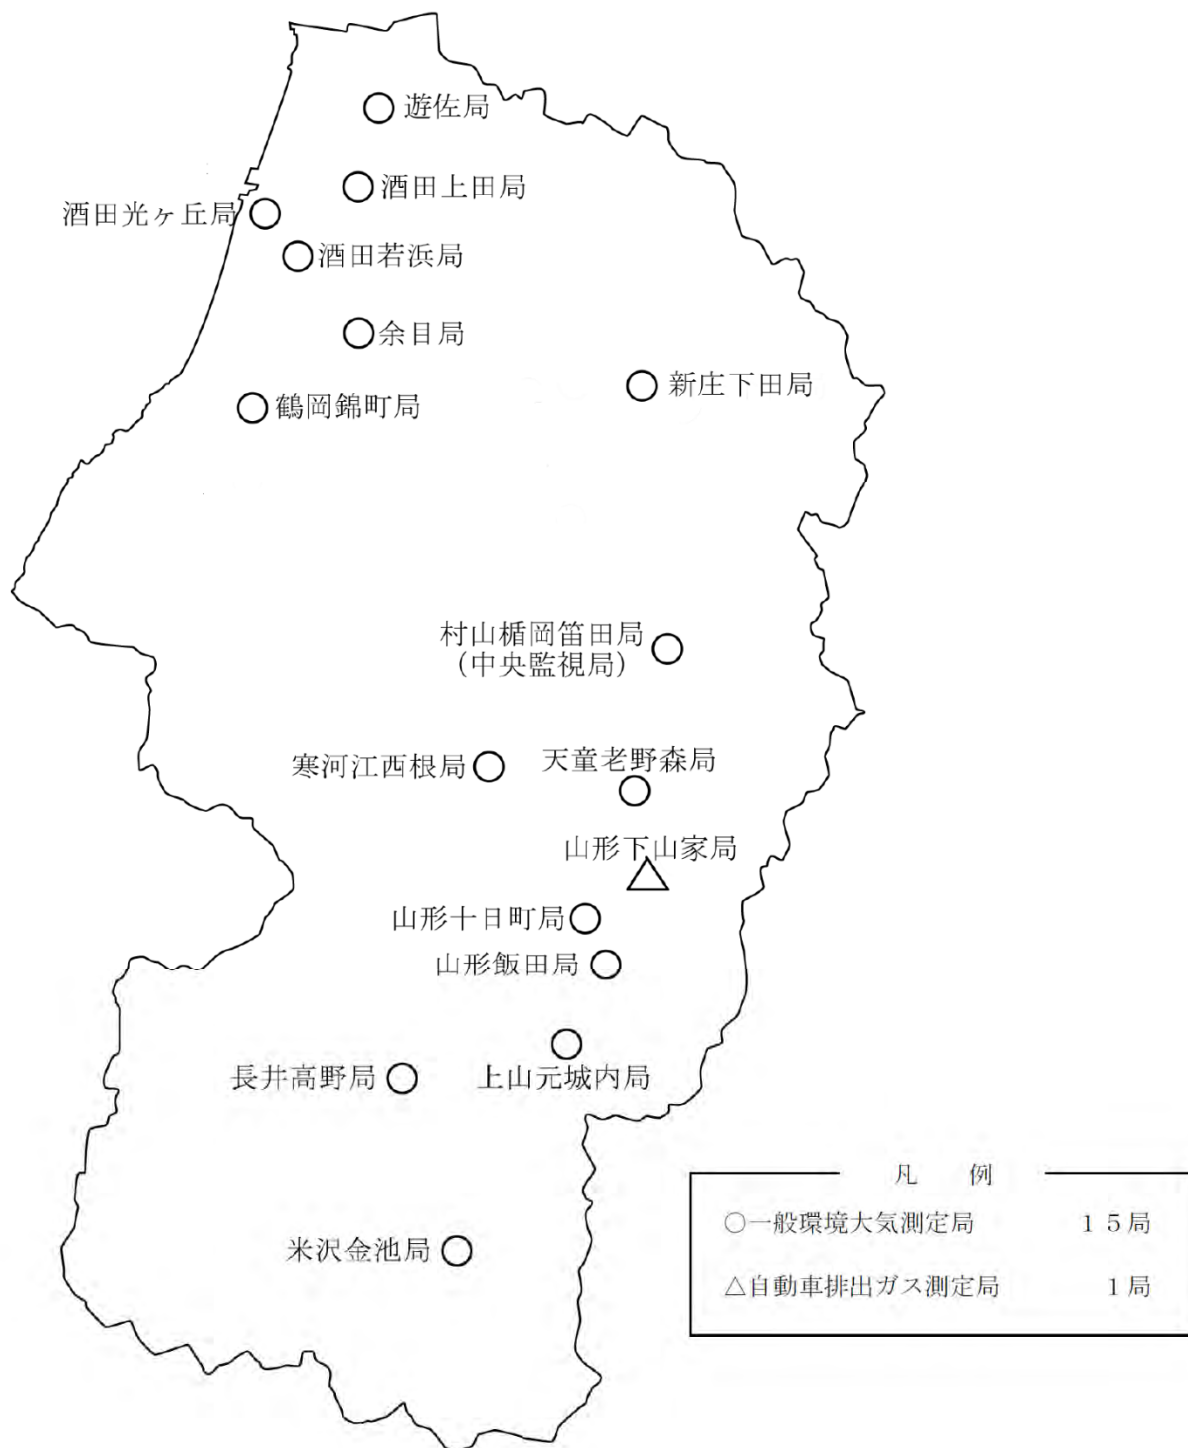 遊佐局
酒田上田局
酒田光ヶ丘局
酒田若浜局
余目局
新庄下田局
鶴岡錦町局
村山楯岡笛田局
（中央監視局）
寒河江西根局
天童老野森局
山形下山家局
山形十日町局
山形飯田局
長井高野局
上山元城内局
米沢金池局
凡　例
○一般環境大気測定局　１５局
△自動車排出ガス測定局　１局